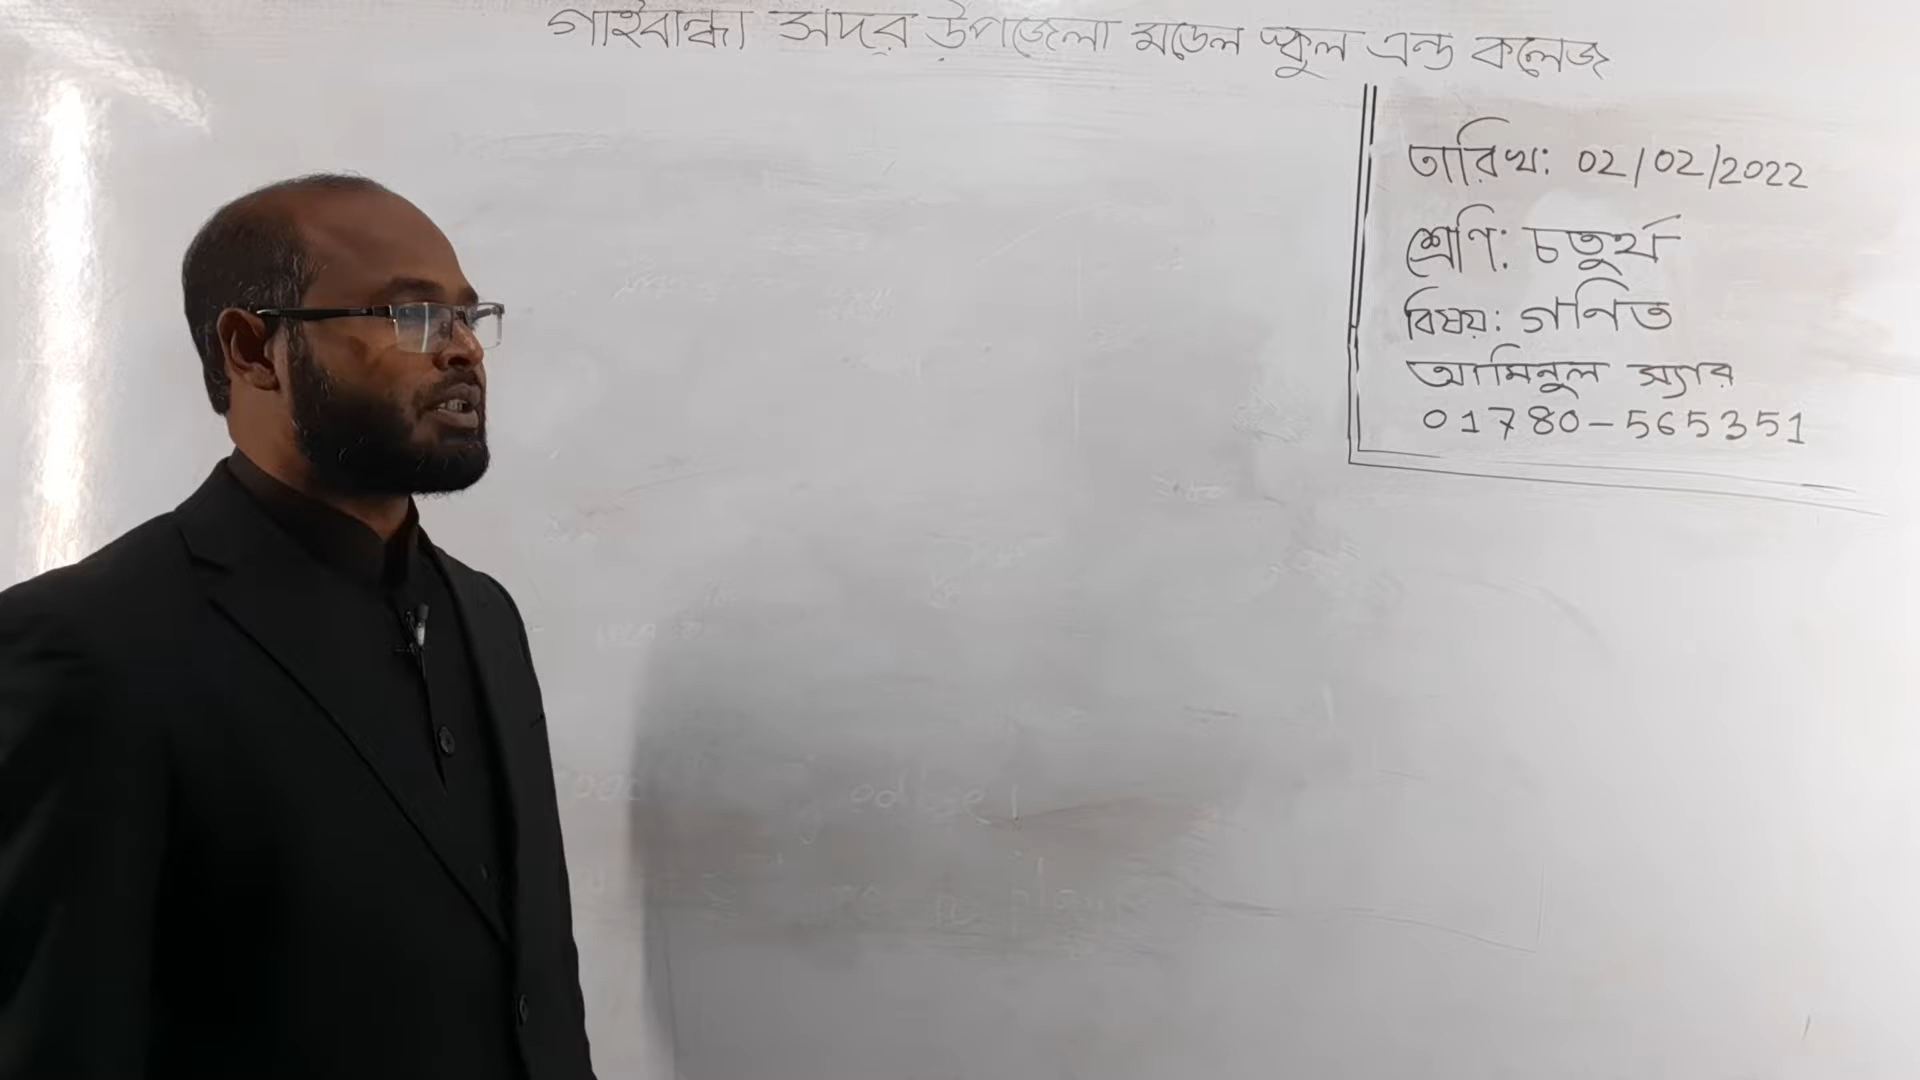 গাইবান্ধা সদর উপজেলা মডেল স্কুল এন্ড কলেজ
তারিখ: 02/02/2022
শ্রেণি: চতুর্থ
বিষয়: গনিত
আমিনুল স্যার
01780-565351